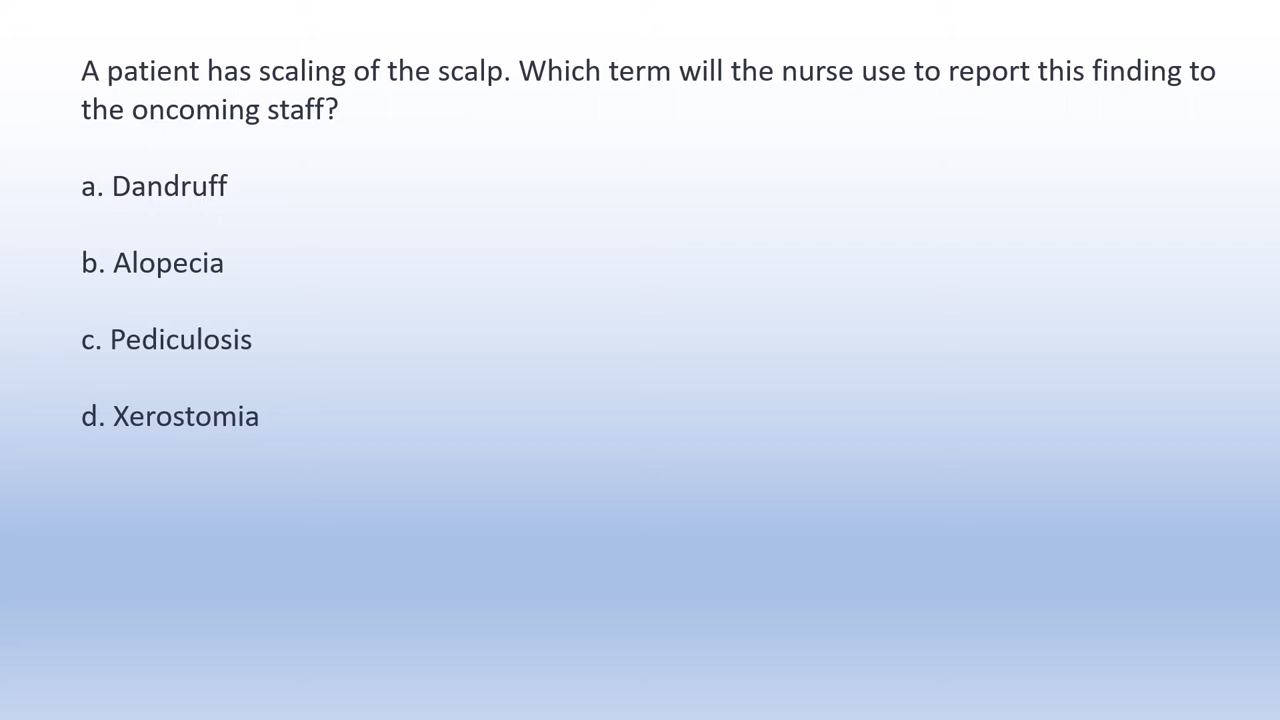 A patient has scaling of the scalp. Which term will the nurse use to report this finding to
the oncoming staff?
a. Dandruff
b. Alopecia
c. Pediculosis
d. Xerostomia